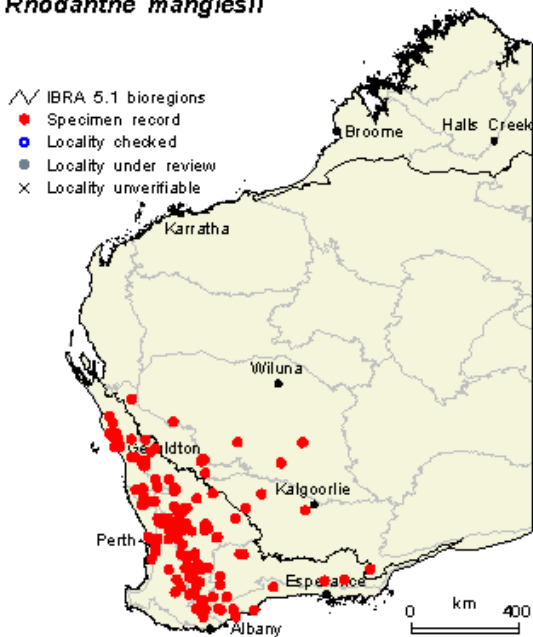 Rhodanthe manglesii
IBRA 5.1 bioregions
Specimen record
Locality checked
Locality under review
Locality unverifiable
Broome
Halls Creek
Karratha
Wiluna
Geraldton
Kalgoorlie
Perth
Esperance
Albany
0 km 400